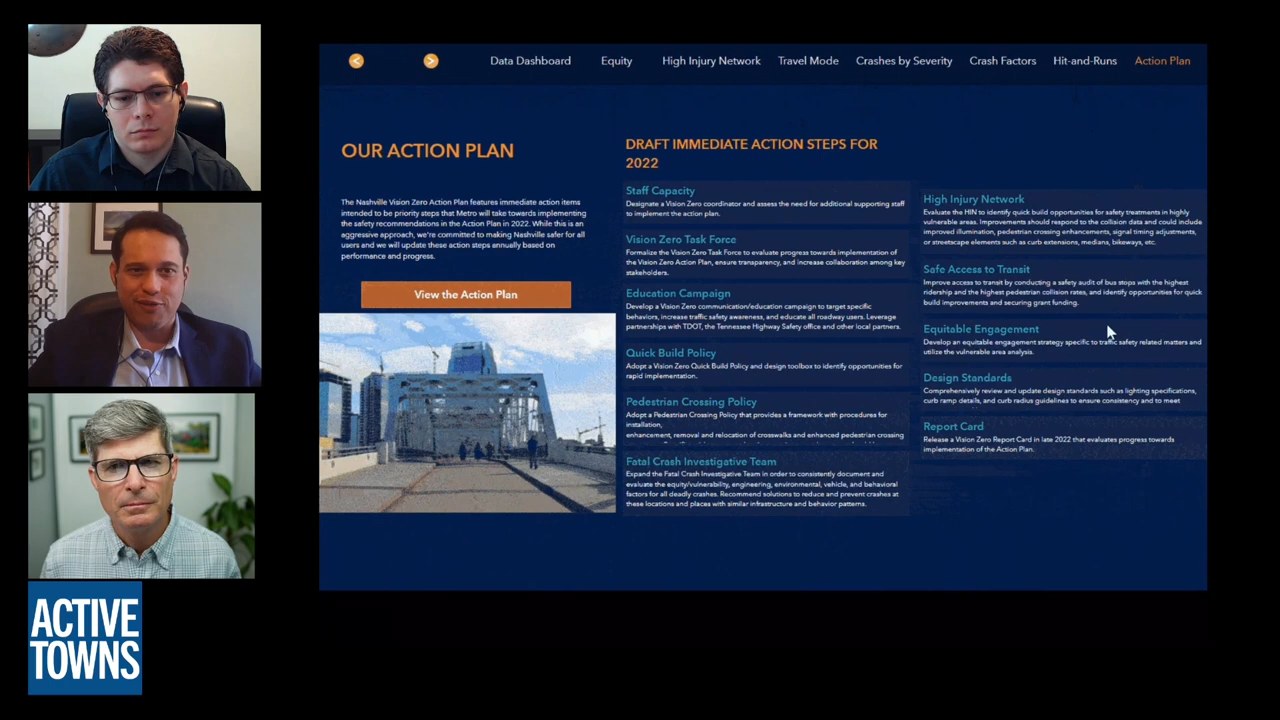 Data Dashboard Equity High Injury Network Travel Mode Crashes by Severity Crash Factors Hit-and-Runs Action Plan
OUR ACTION PLAN
The Nashville Vision Zero Action Plan features immediate action items
intended to be priority steps that Metro will take towards implementing
the safety recommendations in the Action Plan in 2022. While this is an
aggressive approach, we're committed to making Nashville safer for all
users and we will update these action steps annually based on
performance and progress.
View the Action Plan
DRAFT IMMEDIATE ACTION STEPS FOR
2022
Staff Capacity
Designate a Vision Zero coordinator and assess the need for additional supporting staff
to implement the action plan.
Vision Zero Task Force
Formalize the Vision Zero Task Force to evaluate progress towards implementation of
the Vision Zero Action Plan, ensure transparency, and increase collaboration among key
stakeholders.
Education Campaign
Develop a Vision Zero communication/education campaign to target specific
behaviors, increase traffic safety awareness, and educate all roadway users. Leverage
partnerships with TDOT, the Tennessee Highway Safety office and other local partners.
Quick Build Policy
Adopt a Vision Zero Quick Build Policy and design toolbox to identify opportunities for
rapid implementation.
Pedestrian Crossing Policy
Adopt a Pedestrian Crossing Policy that provides a framework with procedures for
installation,
enhancement, removal and relocation of crosswalks and enhanced pedestrian crossing
Fatal Crash Investigative Team
Expand the Fatal Crash Investigative Team in order to consistently document and
evaluate the equity/vulnerability, engineering, environmental, vehicle, and behavioral
factors for all deadly crashes. Recommend solutions to reduce and prevent crashes at
these locations and places with similar infrastructure and behavior patterns.
High Injury Network
Evaluate the HIN to identify quick build opportunities for safety treatments in highly
vulnerable areas. Improvements should respond to the collision data and could include
improved illumination, pedestrian crossing enhancements, signal timing adjustments,
or streetscape elements such as curb extensions, medians, bikeways, etc.
Safe Access to Transit
Improve access to transit by conducting a safety audit of bus stops with the highest
ridership and the highest pedestrian collision rates, and identify opportunities for quick
build improvements and securing grant funding.
Equitable Engagement
Develop an equitable engagement strategy specific to traffic safety related matters and
utilize the vulnerable area analysis.
Design Standards
Comprehensively review and update design standards such as lighting specifications,
curb ramp details, and curb radius guidelines to ensure consistency and to meet
Report Card
Release a Vision Zero Report Card in late 2022 that evaluates progress towards
implementation of the Action Plan.
ACTIVE
TOWNS